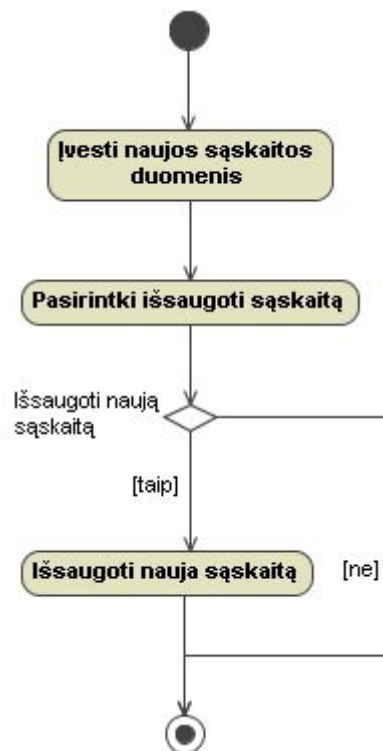 Įvesti naujos sąskaitos
duomenis
Pasirintki išsaugoti sąskaitą
Išsaugoti naują
sąskaitą
[taip]
Išsaugoti nauja sąskaitą
[ne]